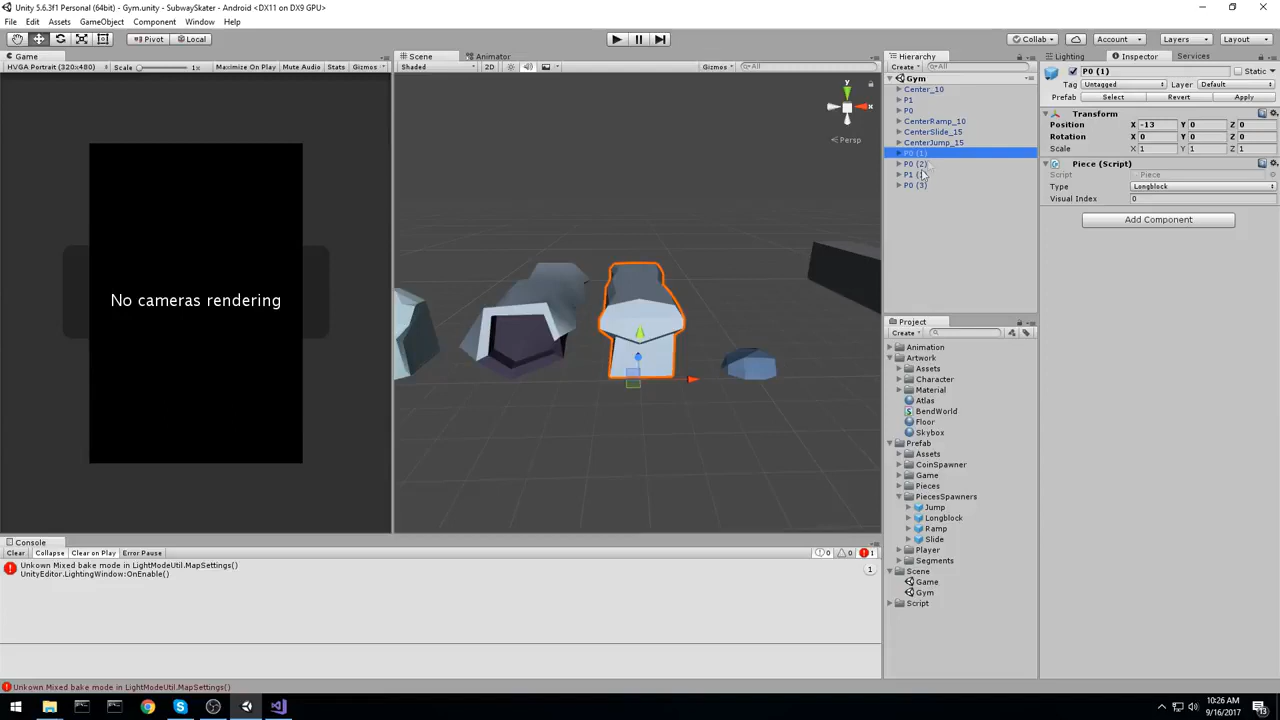 Unity 5.6.3f1 Personal (64bit) - Gym.unity - SubwaySkater - Android <DX11 on DX9 GPU>
File Edit Assets GameObject Component Window Help
Pivot Local Collab Account Layers Layout
Game Scene Animator Hierarchy Lighting Inspector Services
HVGA Portrait (320x480) Scale 1x Maximize On Play Mute Audio Stats Gizmos Shaded 2D Gizmos All Create All
P0 (1) Static
Tag Untagged Layer Default
Prefab Select Revert Apply
Transform
Position X -13 Y 0 Z 0
Rotation X 0 Y 0 Z 0
Scale X 1 Y 1 Z 1
Piece (Script)
Script Piece
Type Longblock
Visual Index 0
Add Component
Gym
Center_10
P1
P0
CenterRamp_10
CenterSlide_15
CenterJump_15
P0 (1)
P0 (2)
P1
P0 (3)
y
x
Persp
No cameras rendering
Project
Create
Animation
Artwork
Assets
Character
Material
Atlas
BendWorld
Floor
Skybox
Prefab
Assets
CoinSpawner
Game
Pieces
PiecesSpawners
Jump
Longblock
Ramp
Slide
Player
Segments
Scene
Game
Gym
Script
Console
Clear Collapse Clear on Play Error Pause 0 0 1
Unkown Mixed bake mode in LightModeUtil.MapSettings()
UnityEditor.LightingWindow:OnEnable()
1
Unkown Mixed bake mode in LightModeUtil.MapSettings()
10:26 AM
9/16/2017